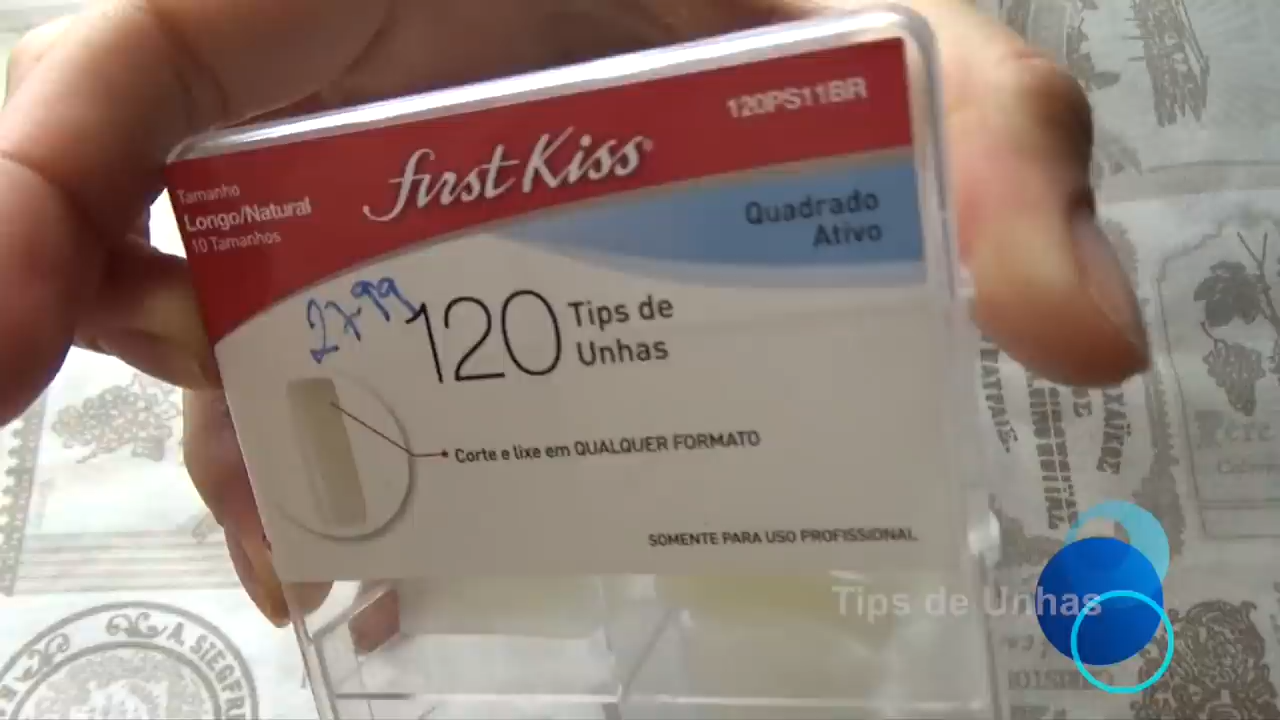 120PS11BR
first Kiss
Tamanho
Longo/Natural
10 Tamanhos
Quadrado
Ativo
27,99
120 Tips de
Unhas
Corte e lixe em QUALQUER FORMATO
SOMENTE PARA USO PROFISSIONAL
Tips de Unhas
A. SIEGFR